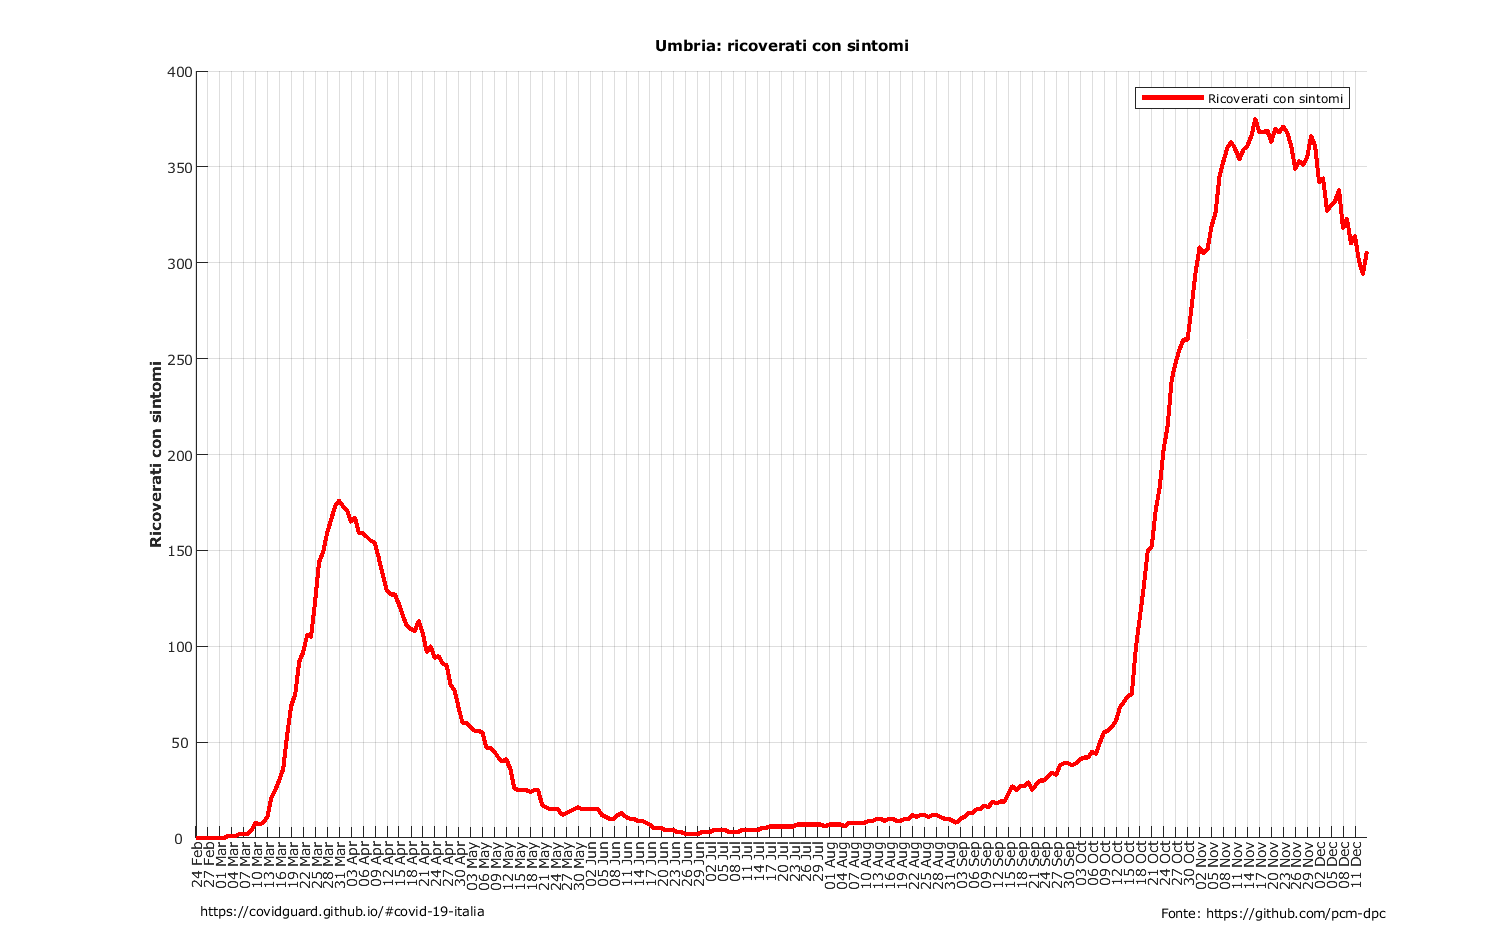 Umbria: ricoverati con sintomi
Ricoverati con sintomi
Ricoverati con sintomi
400
350
300
250
200
150
100
50
0
24 Feb
27 Feb
01 Mar
04 Mar
07 Mar
10 Mar
13 Mar
16 Mar
19 Mar
22 Mar
25 Mar
28 Mar
31 Mar
03 Apr
06 Apr
09 Apr
12 Apr
15 Apr
18 Apr
21 Apr
24 Apr
27 Apr
30 Apr
03 May
06 May
09 May
12 May
15 May
18 May
21 May
24 May
27 May
30 May
02 Jun
05 Jun
08 Jun
11 Jun
14 Jun
17 Jun
20 Jun
23 Jun
26 Jun
29 Jun
02 Jul
05 Jul
08 Jul
11 Jul
14 Jul
17 Jul
20 Jul
23 Jul
26 Jul
29 Jul
01 Aug
04 Aug
07 Aug
10 Aug
13 Aug
16 Aug
19 Aug
22 Aug
25 Aug
28 Aug
31 Aug
03 Sep
06 Sep
09 Sep
12 Sep
15 Sep
18 Sep
21 Sep
24 Sep
27 Sep
30 Sep
03 Oct
06 Oct
09 Oct
12 Oct
15 Oct
18 Oct
21 Oct
24 Oct
27 Oct
30 Oct
02 Nov
05 Nov
08 Nov
11 Nov
14 Nov
17 Nov
20 Nov
23 Nov
26 Nov
29 Nov
02 Dec
05 Dec
08 Dec
11 Dec
https://covidguard.github.io/#covid-19-italia
Fonte: https://github.com/pcm-dpc